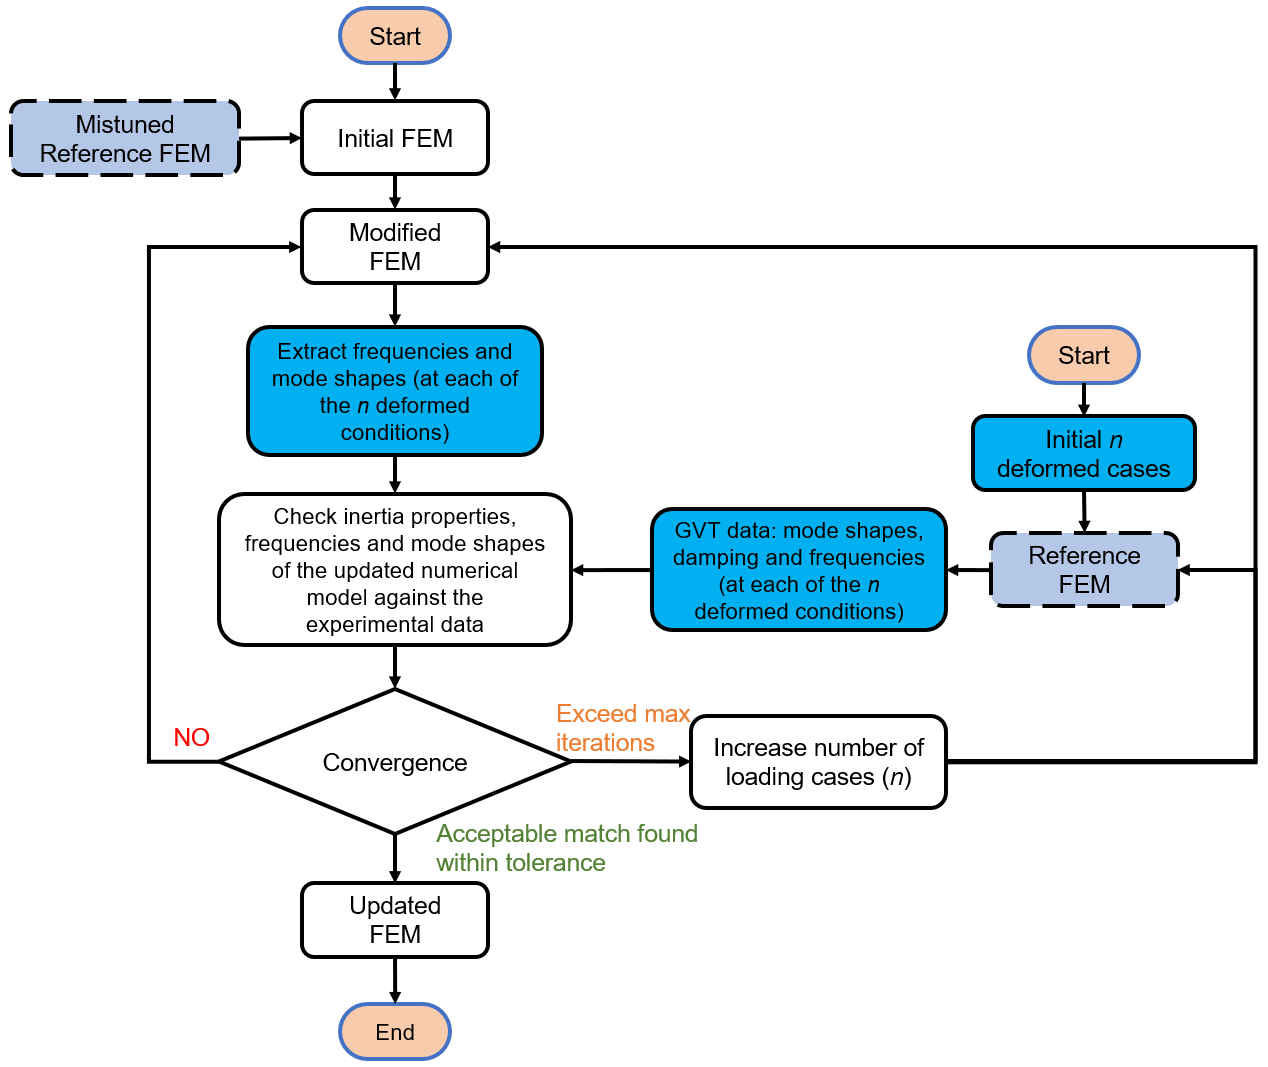 Start
Mistuned
Reference FEM
Initial FEM
Modified
FEM
Extract frequencies and
mode shapes (at each of
the n deformed
conditions)
Start
Initial n
deformed cases
Check inertia properties,
frequencies and mode shapes
of the updated numerical
model against the
experimental data
GVT data: mode shapes,
damping and frequencies
(at each of the n
deformed conditions)
Reference
FEM
NO
Convergence
Exceed max
iterations
Increase number of
loading cases (n)
Acceptable match found
within tolerance
Updated
FEM
End